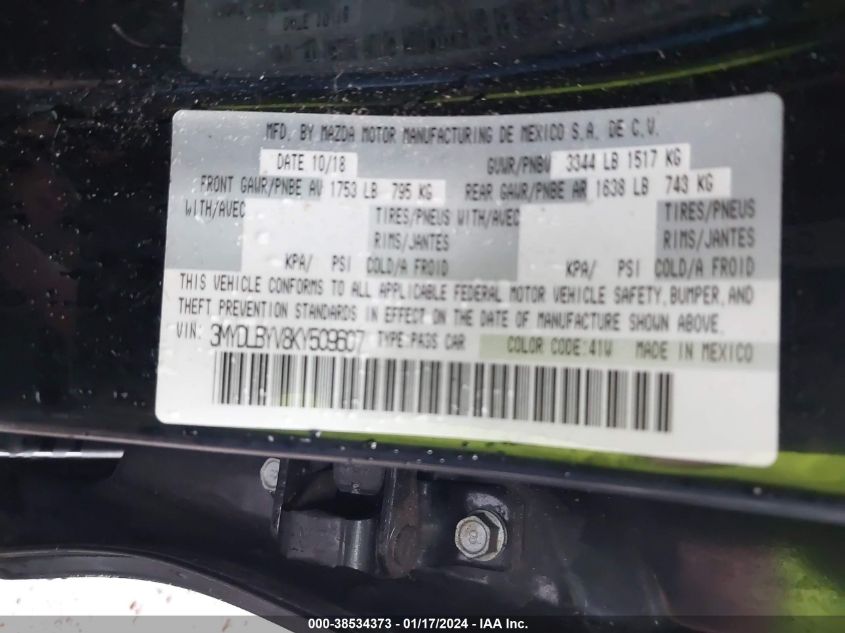 MFD. BY MAZDA MOTOR MANUFACTURING DE MEXICO S.A. DE C.V.
DATE 10/18 GVWR/PNBV 3344 LB 1517 KG
FRONT GAWR/PNBE AV 1753 LB 795 KG REAR GAWR/PNBE AR 1638 LB 743 KG
WITH/AVEC TIRES/PNEUS WITH/AVEC TIRES/PNEUS
RIMS/JANTES RIMS/JANTES
KPA/ PSI COLD/A FROID KPA/ PSI COLD/A FROID
THIS VEHICLE CONFORMS TO ALL APPLICABLE FEDERAL MOTOR VEHICLE SAFETY, BUMPER, AND
THEFT PREVENTION STANDARDS IN EFFECT ON THE DATE OF MANUFACTURE SHOWN ABOVE.
VIN: 3MYDLBYV8KY509607 TYPE:PASS CAR COLOR CODE:41W MADE IN MEXICO
000-38534373 - 01/17/2024 - IAA Inc.